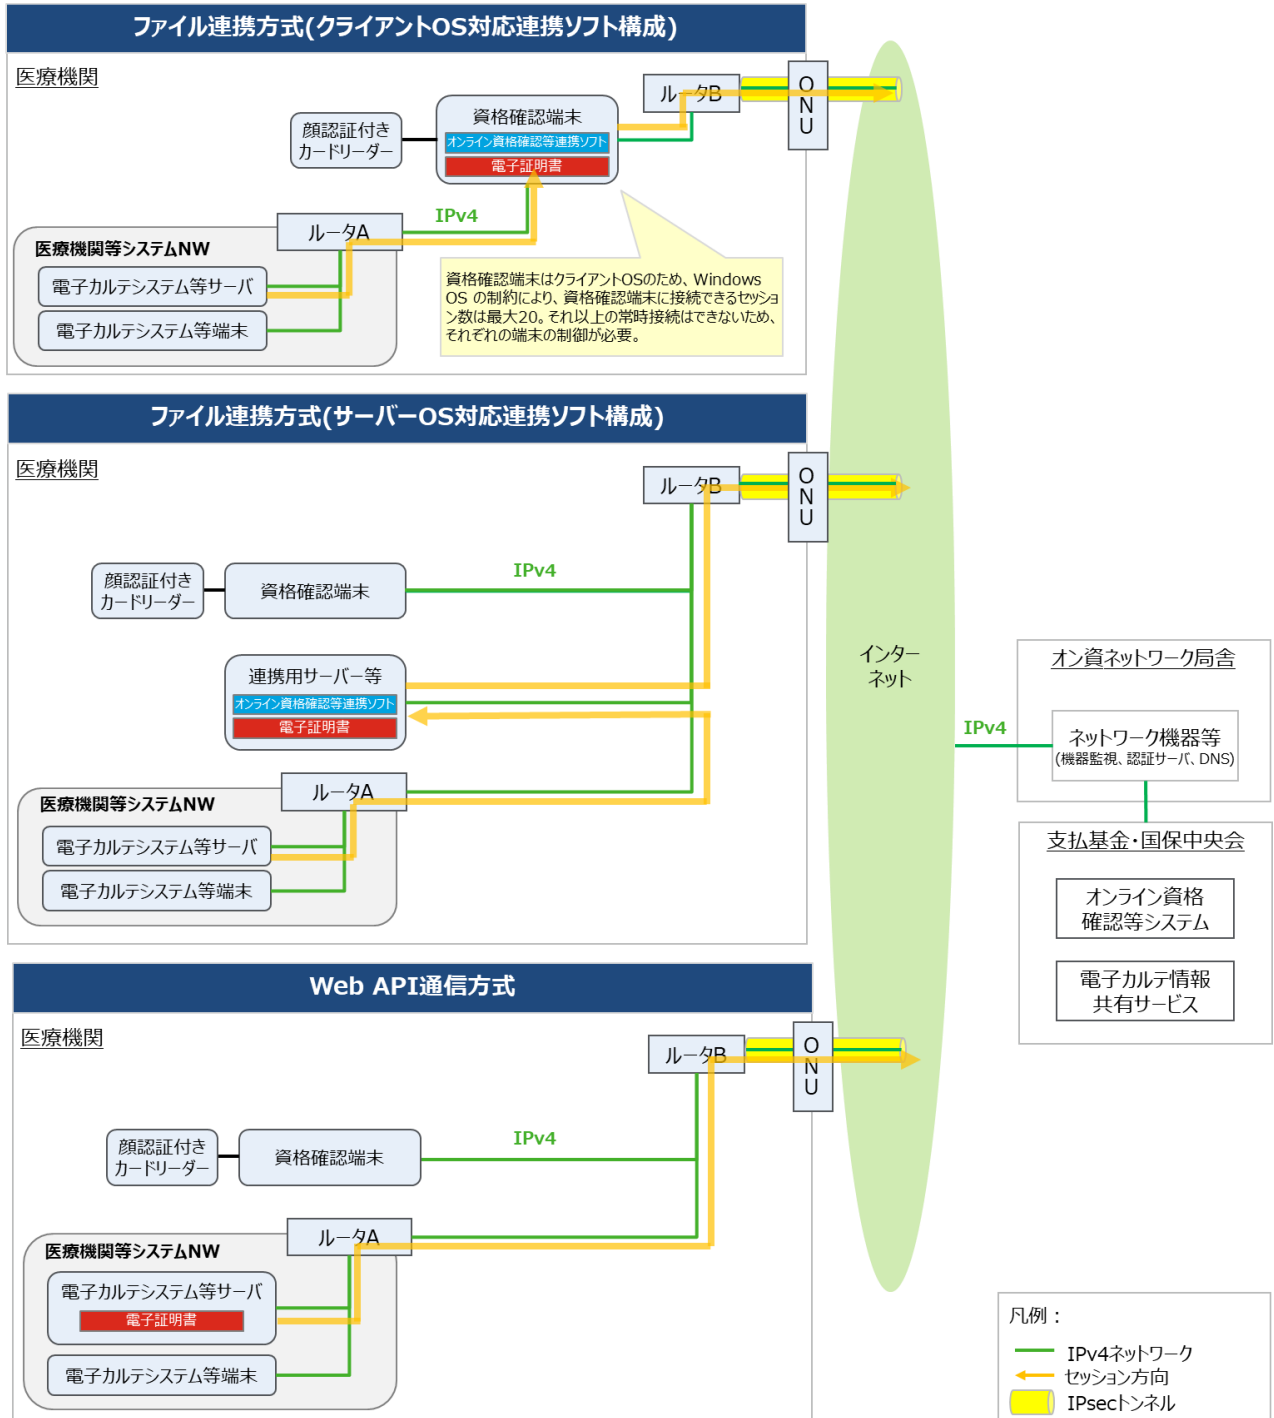 ファイル連携方式(クライアントOS対応連携ソフト構成)
医療機関
ルータB
ONU
顔認証付き
カードリーダー
資格確認端末
オンライン資格確認等連携ソフト
電子証明書
IPv4
ルータA
医療機関等システムNW
電子カルテシステム等サーバ
電子カルテシステム等端末
資格確認端末はクライアントOSのため、Windows
OS の制約により、資格確認端末に接続できるセッショ
ン数は最大20。それ以上の常時接続はできないため、
それぞれの端末の制御が必要。
ファイル連携方式(サーバーOS対応連携ソフト構成)
医療機関
ルータB
ONU
IPv4
顔認証付き
カードリーダー
資格確認端末
連携用サーバー等
オンライン資格確認等連携ソフト
電子証明書
ルータA
医療機関等システムNW
電子カルテシステム等サーバ
電子カルテシステム等端末
インター
ネット
IPv4
オン資ネットワーク局舎
ネットワーク機器等
(機器監視、認証サーバ、DNS)
支払基金・国保中央会
オンライン資格
確認等システム
電子カルテ情報
共有サービス
Web API通信方式
医療機関
ルータB
ONU
IPv4
顔認証付き
カードリーダー
資格確認端末
ルータA
医療機関等システムNW
電子カルテシステム等サーバ
電子証明書
電子カルテシステム等端末
凡例：
IPv4ネットワーク
セッション方向
IPsecトンネル